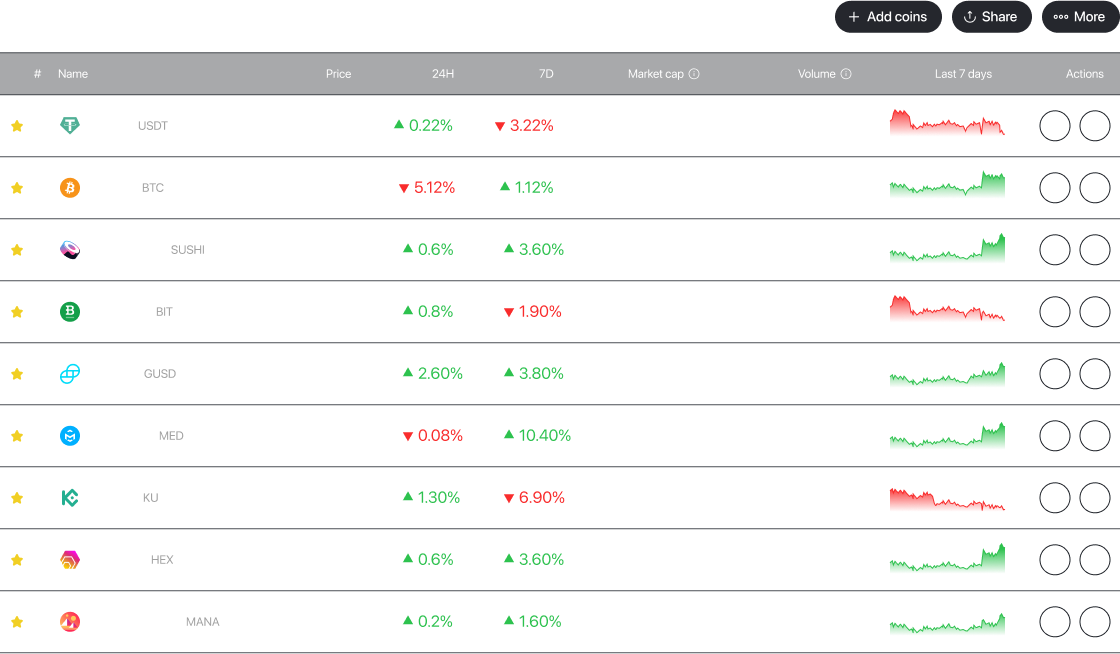 Add coins Share More
# Name Price 24H 7D Market cap Volume Last 7 days Actions
USDT ▲ 0.22% ▼ 3.22%
BTC ▼ 5.12% ▲ 1.12%
SUSHI ▲ 0.6% ▲ 3.60%
BIT ▲ 0.8% ▼ 1.90%
GUSD ▲ 2.60% ▲ 3.80%
MED ▼ 0.08% ▲ 10.40%
KU ▲ 1.30% ▼ 6.90%
HEX ▲ 0.6% ▲ 3.60%
MANA ▲ 0.2% ▲ 1.60%